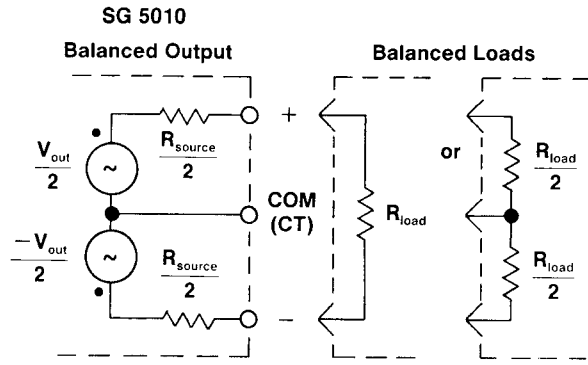 SG 5010
Balanced Output
Balanced Loads
V_out/2
R_source/2
+
COM
(CT)
R_load
or
R_load/2
~
~
−V_out/2
R_source/2
−
R_load/2